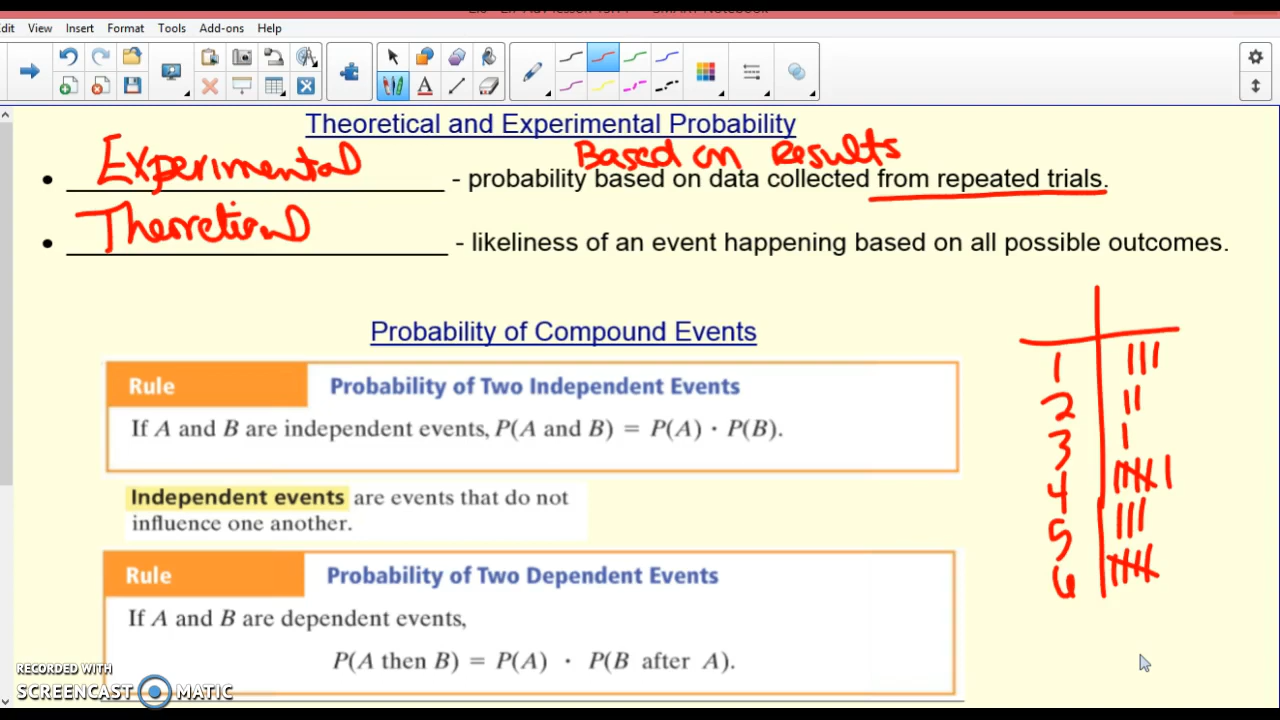 Edit View Insert Format Tools Add-ons Help
Theoretical and Experimental Probability
Based on Results
• Experimental - probability based on data collected from repeated trials.
• Theoretical - likeliness of an event happening based on all possible outcomes.
Probability of Compound Events
Rule Probability of Two Independent Events
If A and B are independent events, P(A and B) = P(A) · P(B).
Independent events are events that do not
influence one another.
Rule Probability of Two Dependent Events
If A and B are dependent events,
P(A then B) = P(A) · P(B after A).
1 |||
2 ||
3 |
4 |||| |
5 |||
6 ||||
RECORDED WITH
SCREENCAST MATIC